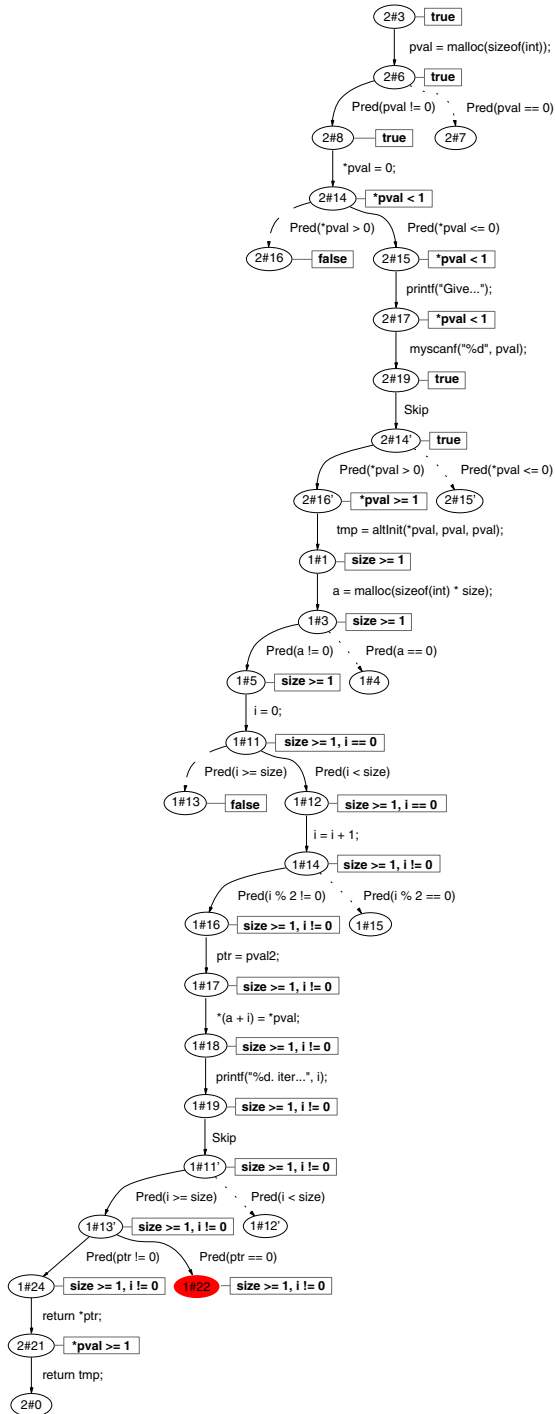 2#3 true
pval = malloc(sizeof(int));
2#6 true
Pred(pval != 0) Pred(pval == 0)
2#8 true 2#7
*pval = 0;
2#14 *pval < 1
Pred(*pval > 0) Pred(*pval <= 0)
2#16 false 2#15 *pval < 1
printf("Give...");
2#17 *pval < 1
myscanf("%d", pval);
2#19 true
Skip
2#14' true
Pred(*pval > 0) Pred(*pval <= 0)
2#16' *pval >= 1 2#15'
tmp = altInit(*pval, pval, pval);
1#1 size >= 1
a = malloc(sizeof(int) * size);
1#3 size >= 1
Pred(a != 0) Pred(a == 0)
1#5 size >= 1 1#4
i = 0;
1#11 size >= 1, i == 0
Pred(i >= size) Pred(i < size)
1#13 false 1#12 size >= 1, i == 0
i = i + 1;
1#14 size >= 1, i != 0
Pred(i % 2 != 0) Pred(i % 2 == 0)
1#16 size >= 1, i != 0 1#15
ptr = pval2;
1#17 size >= 1, i != 0
*(a + i) = *pval;
1#18 size >= 1, i != 0
printf("%d. iter...", i);
1#19 size >= 1, i != 0
Skip
1#11' size >= 1, i != 0
Pred(i >= size) Pred(i < size)
1#13' size >= 1, i != 0 1#12'
Pred(ptr != 0) Pred(ptr == 0)
1#24 size >= 1, i != 0 1#22 size >= 1, i != 0
return *ptr;
2#21 *pval >= 1
return tmp;
2#0